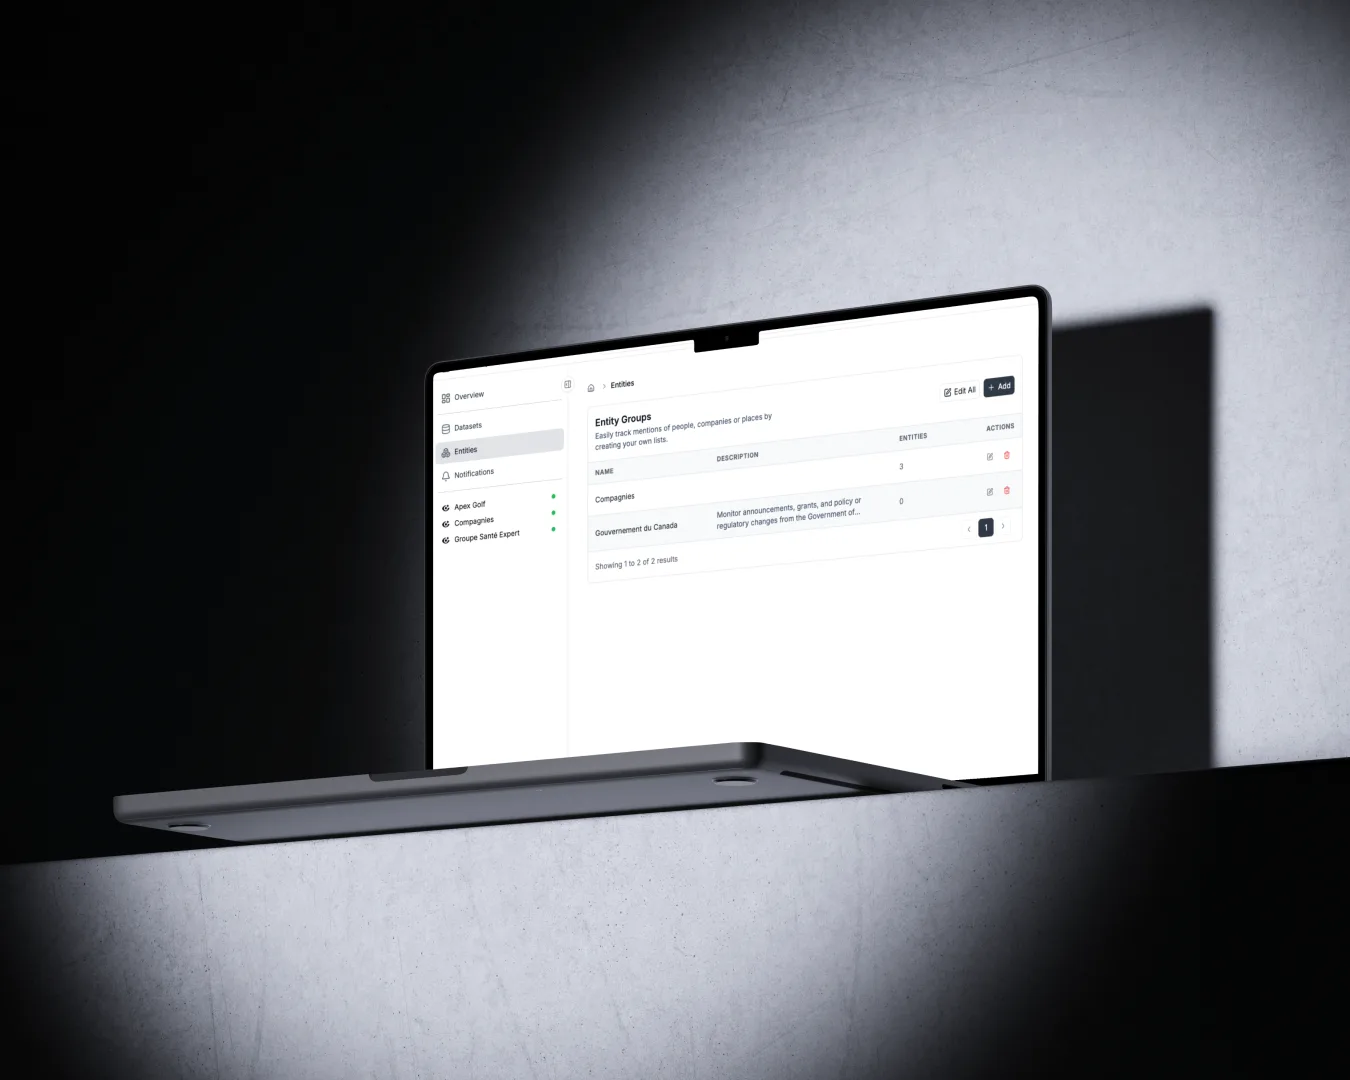 Overview
Datasets
Entities
Notifications
Apex Golf
Compagnies
Groupe Santé Expert
Entities
Entity Groups
Easily track mentions of people, companies or places by
creating your own lists.
Edit All
+ Add
NAME DESCRIPTION ENTITIES ACTIONS
Compagnies 3
Gouvernement du Canada
Monitor announcements, grants, and policy or
regulatory changes from the Government of...
0
Showing 1 to 2 of 2 results
1